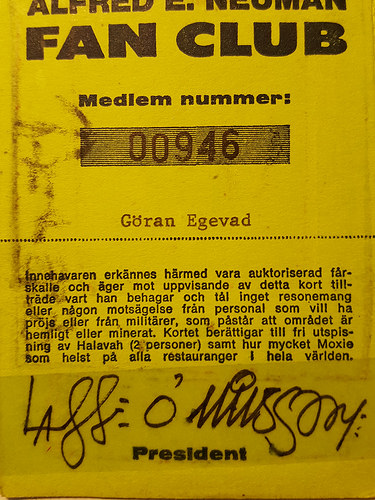 ALFRED E. NEUMAN
FAN CLUB
Medlem nummer:
00946
Göran Egevad
Innehavaren erkännes härmed vara auktoriserad får-
skalle och äger mot uppvisande av detta kort till-
träde vart han behagar och tål inget resonemang
eller någon motsägelse från personal som vill ha
pröjs eller från militärer, som påstår att området är
hemligt eller minerat. Kortet berättigar till fri utspis-
ning av Halavah (2 personer) samt hur mycket Moxie
som helst på alla restauranger i hela världen.
President